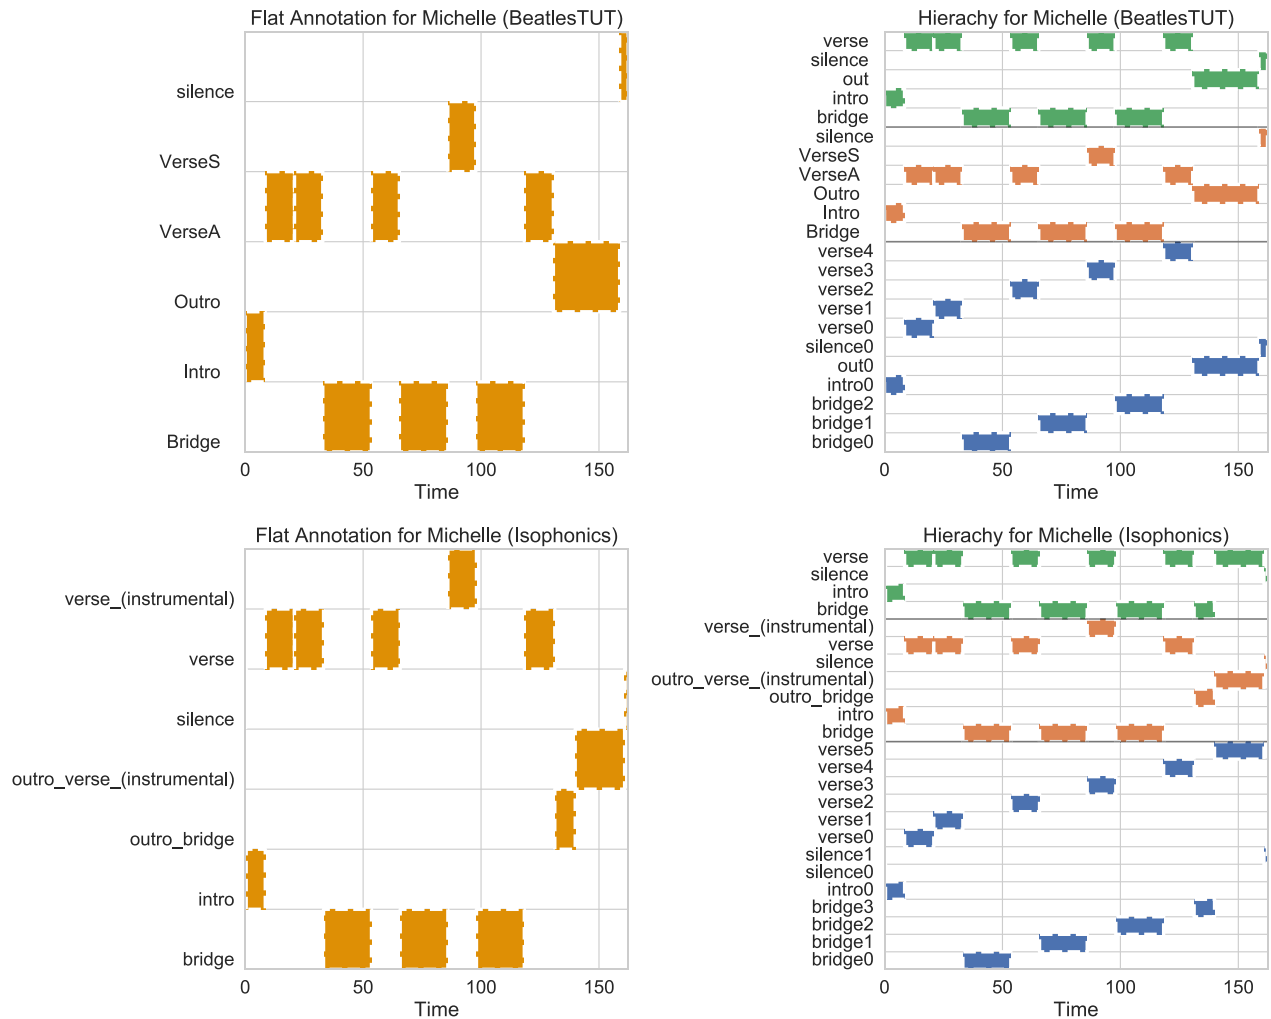 Flat Annotation for Michelle (BeatlesTUT)
silence
VerseS
VerseA
Outro
Intro
Bridge
0 50 100 150
Time
Hierachy for Michelle (BeatlesTUT)
verse
silence
out
intro
bridge
silence
VerseS
VerseA
Outro
Intro
Bridge
verse4
verse3
verse2
verse1
verse0
silence0
out0
intro0
bridge2
bridge1
bridge0
0 50 100 150
Time
Flat Annotation for Michelle (Isophonics)
verse_(instrumental)
verse
silence
outro_verse_(instrumental)
outro_bridge
intro
bridge
0 50 100 150
Time
Hierachy for Michelle (Isophonics)
verse
silence
intro
bridge
verse_(instrumental)
verse
silence
outro_verse_(instrumental)
outro_bridge
intro
bridge
verse5
verse4
verse3
verse2
verse1
verse0
silence1
silence0
intro0
bridge3
bridge2
bridge1
bridge0
0 50 100 150
Time